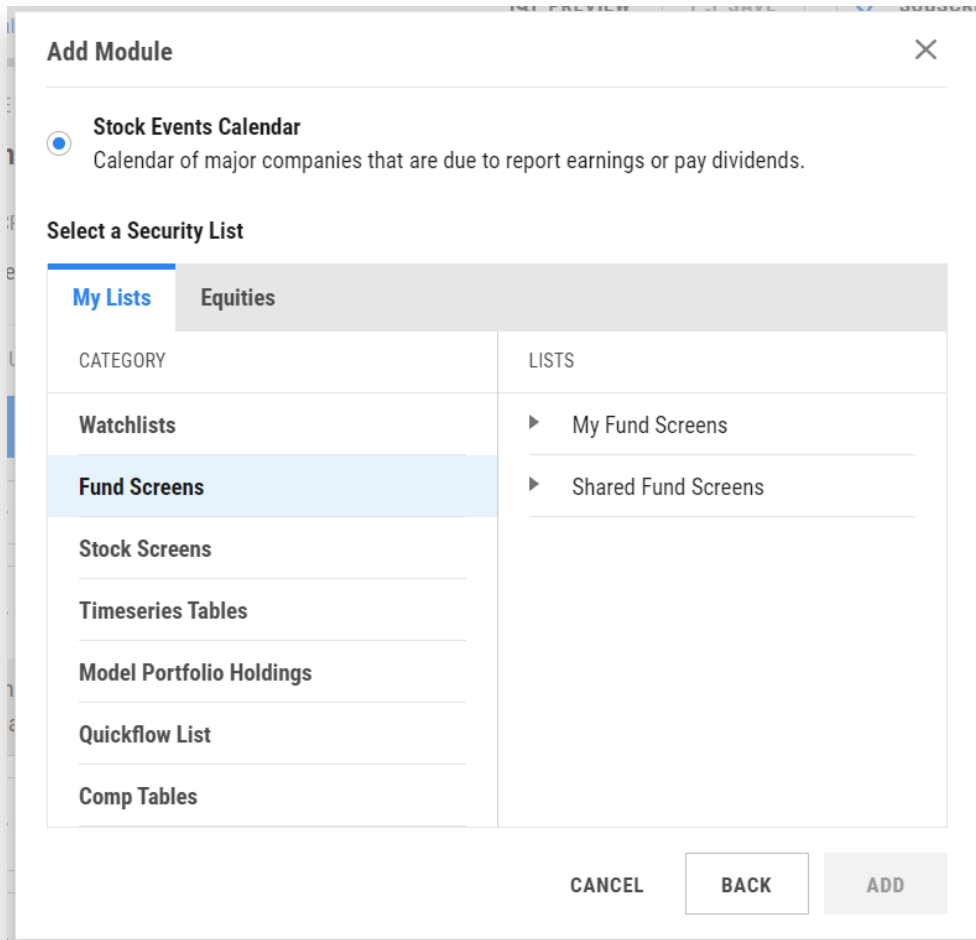 PREVIEW
SAVE
Add Module
Stock Events Calendar
Calendar of major companies that are due to report earnings or pay dividends.
Select a Security List
My Lists
Equities
CATEGORY
LISTS
Watchlists
My Fund Screens
Fund Screens
Shared Fund Screens
Stock Screens
Timeseries Tables
Model Portfolio Holdings
Quickflow List
Comp Tables
CANCEL
BACK
ADD